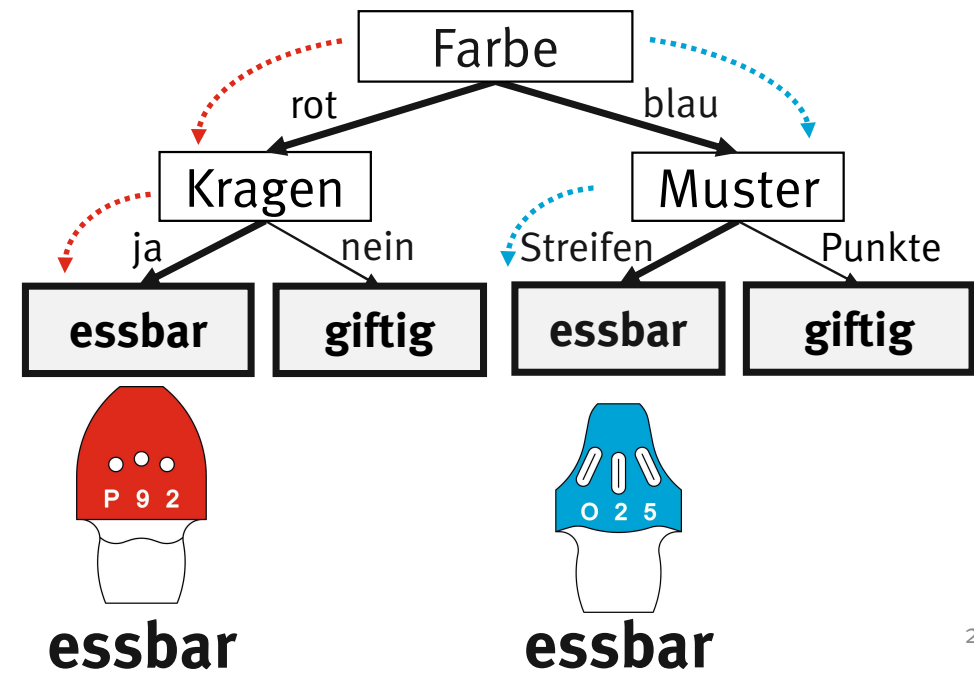 Farbe
rot
blau
Kragen
Muster
ja
nein
Streifen
Punkte
essbar
giftig
essbar
giftig
P 9 2
O 2 5
essbar
essbar
2